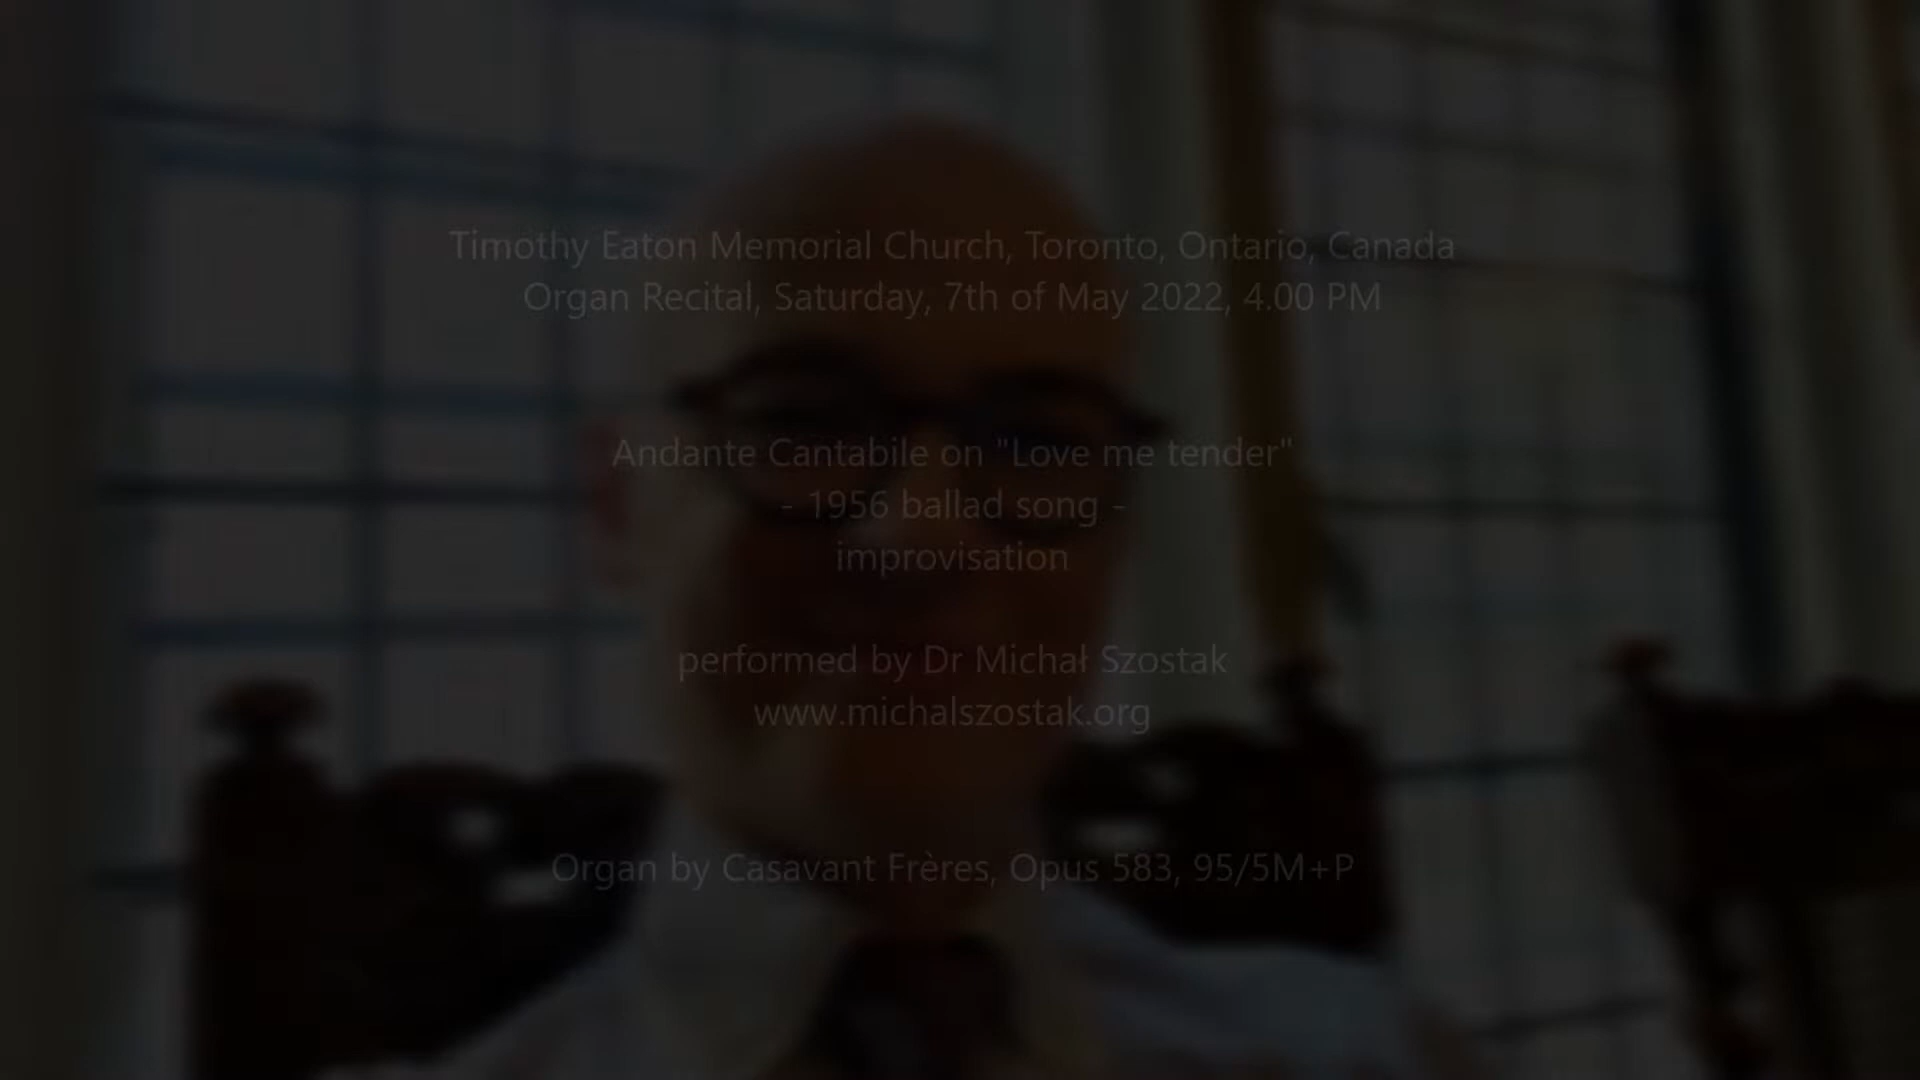 Timothy Eaton Memorial Church, Toronto, Ontario, Canada
Organ Recital, Saturday, 7th of May 2022, 4.00 PM
Andante Cantabile on "Love me tender"
- 1956 ballad song -
improvisation
performed by Dr Michał Szostak
www.michalszostak.org
Organ by Casavant Frères, Opus 583, 95/5M+P